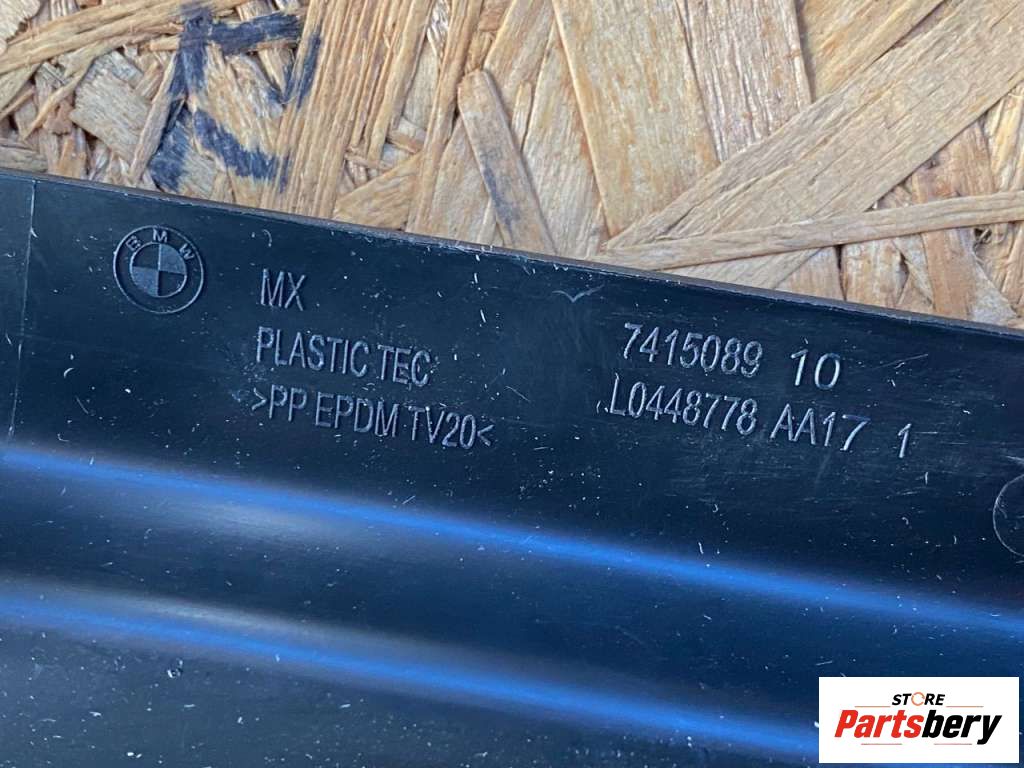 BMW
MX
PLASTIC TEC
>PP EPDM TV20<
7415089 10
L0448778 AA17 1
STORE
Partsbery